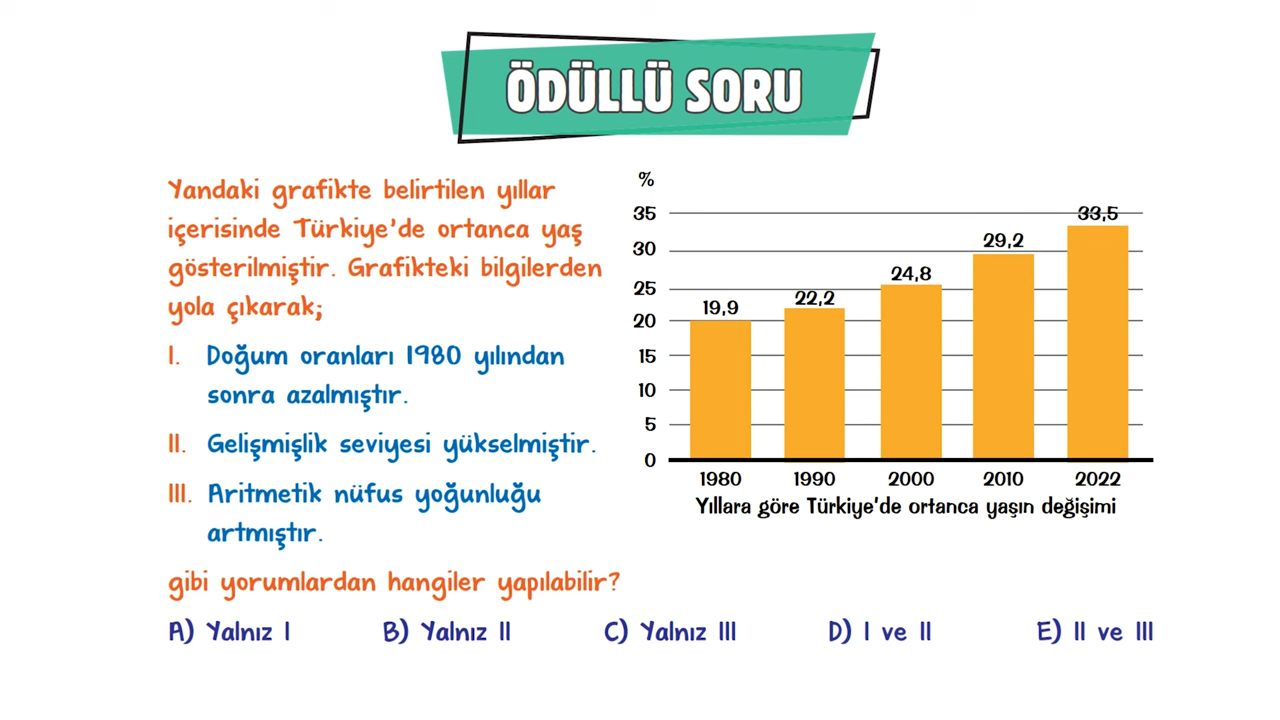 ÖDÜLLÜ SORU
Yandaki grafikte belirtilen yıllar
içerisinde Türkiye'de ortanca yaş
gösterilmiştir. Grafikteki bilgilerden
yola çıkarak;
I. Doğum oranları 1980 yılından
sonra azalmıştır.
II. Gelişmişlik seviyesi yükselmiştir.
III. Aritmetik nüfus yoğunluğu
artmıştır.
gibi yorumlardan hangiler yapılabilir?
%
35
30
25
20
15
10
5
0
19,9
22,2
24,8
29,2
33,5
1980 1990 2000 2010 2022
Yıllara göre Türkiye'de ortanca yaşın değişimi
A) Yalnız I B) Yalnız II C) Yalnız III D) I ve II E) II ve III